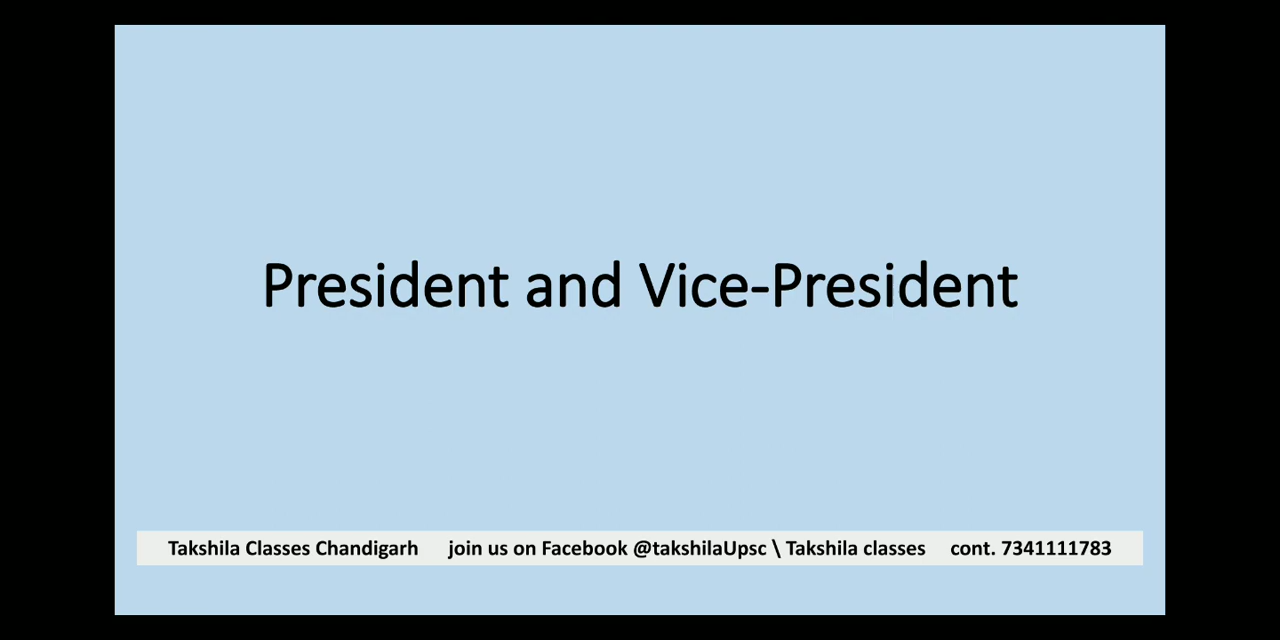 President and Vice-President
Takshila Classes Chandigarh join us on Facebook @takshilaUpsc \ Takshila classes cont. 7341111783